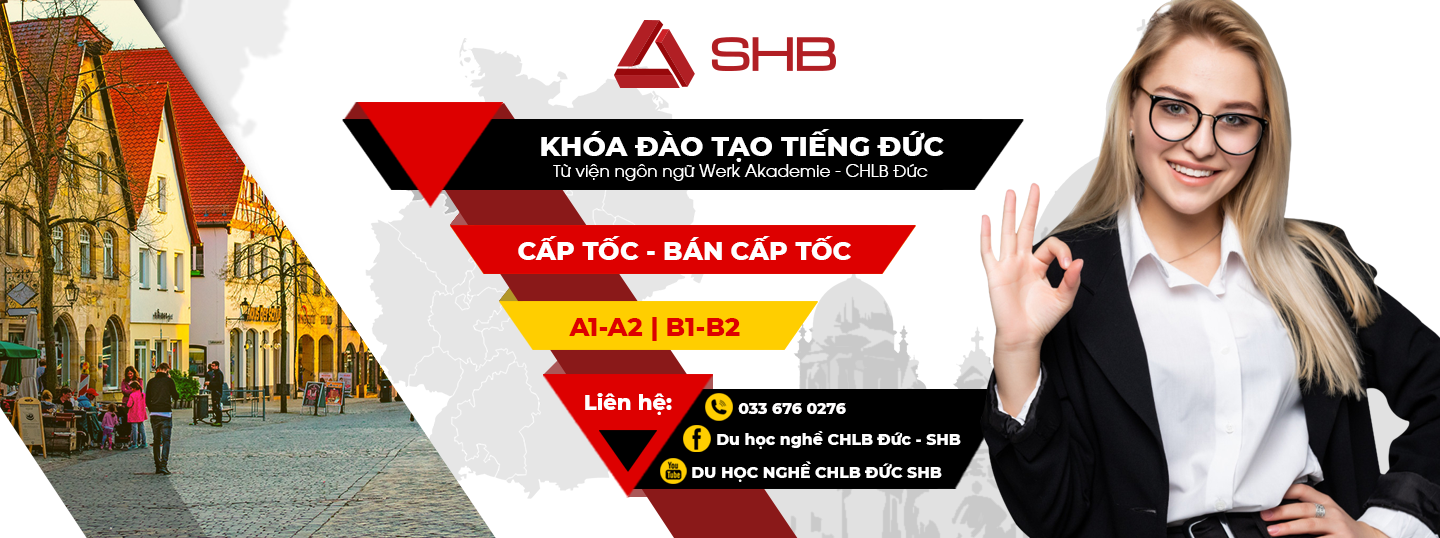 SHB
KHÓA ĐÀO TẠO TIẾNG ĐỨC
Từ viện ngôn ngữ Werk Akademie - CHLB Đức
CẤP TỐC - BÁN CẤP TỐC
A1-A2 | B1-B2
Liên hệ:
033 676 0276
Du học nghề CHLB Đức - SHB
You Tube
DU HỌC NGHỀ CHLB ĐỨC SHB